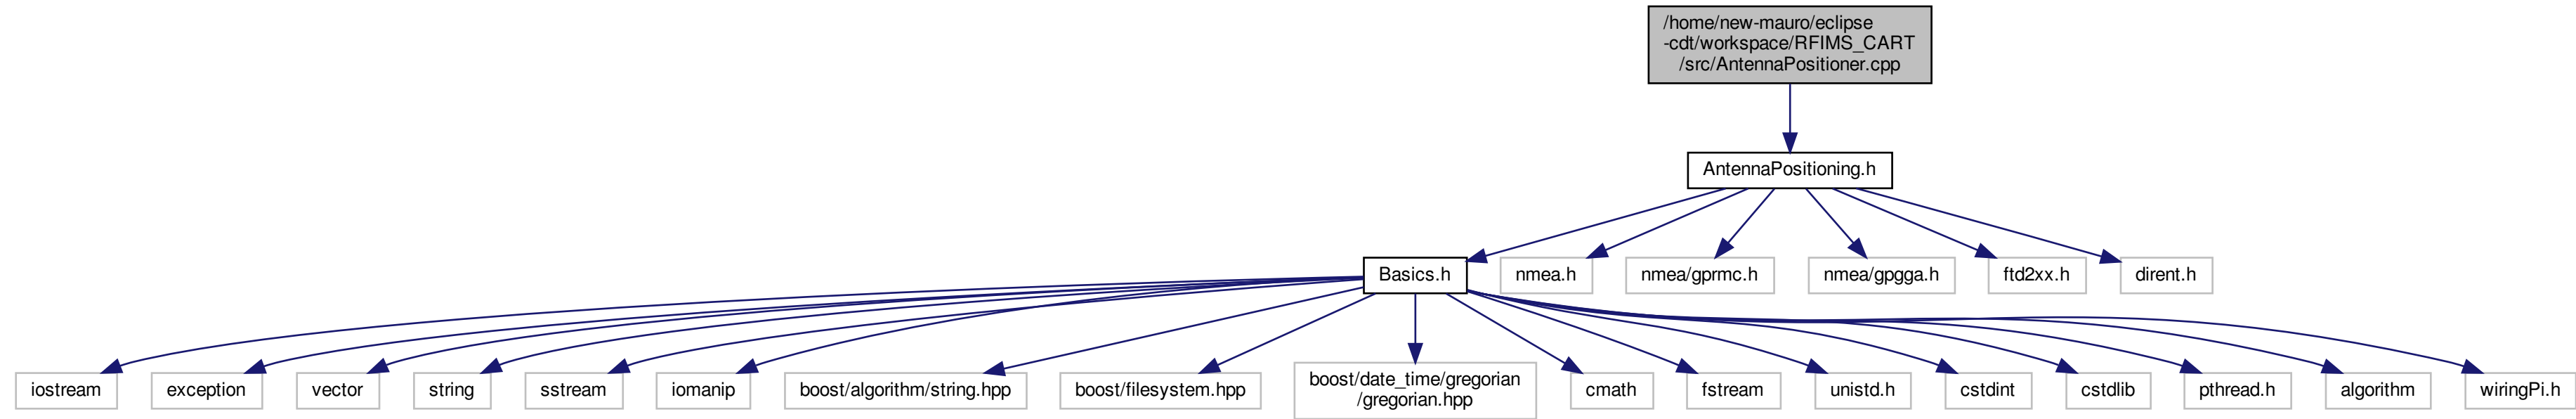 /home/new-mauro/eclipse
-cdt/workspace/RFIMS_CART
/src/AntennaPositioner.cpp
AntennaPositioning.h
Basics.h
nmea.h
nmea/gprmc.h
nmea/gpgga.h
ftd2xx.h
dirent.h
iostream
exception
vector
string
sstream
iomanip
boost/algorithm/string.hpp
boost/filesystem.hpp
boost/date_time/gregorian
/gregorian.hpp
cmath
fstream
unistd.h
cstdint
cstdlib
pthread.h
algorithm
wiringPi.h